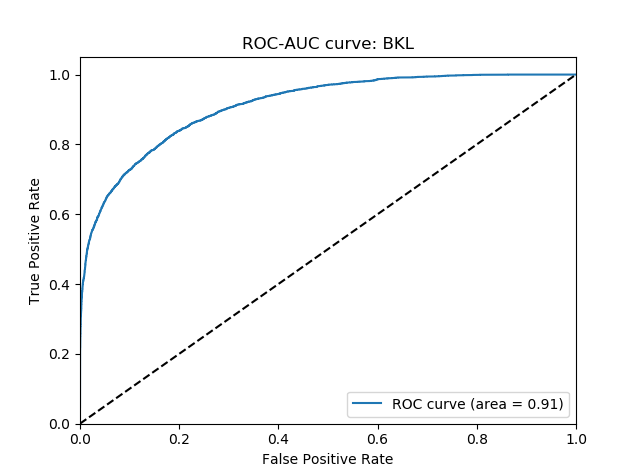 ROC-AUC curve: BKL
True Positive Rate
1.0
0.8
0.6
0.4
0.2
0.0
ROC curve (area = 0.91)
0.0 0.2 0.4 0.6 0.8 1.0
False Positive Rate